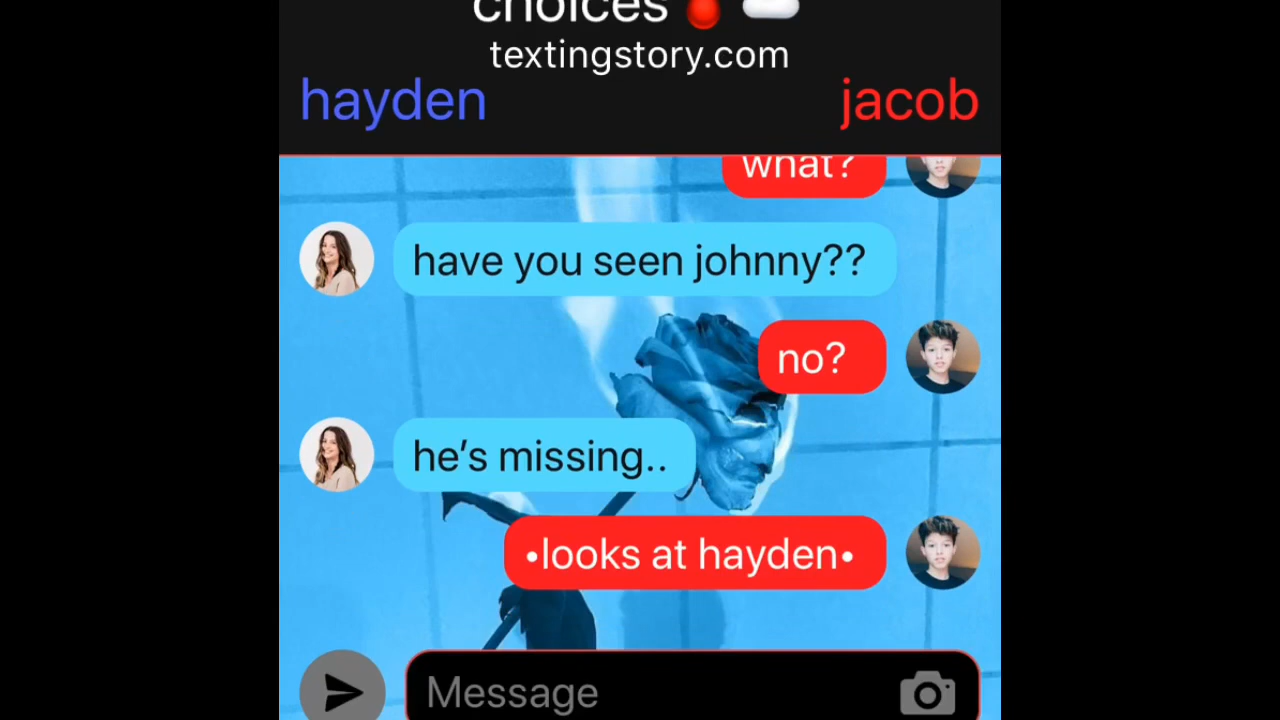 choices
textingstory.com
hayden
jacob
what?
have you seen johnny??
no?
he's missing..
•looks at hayden•
Message